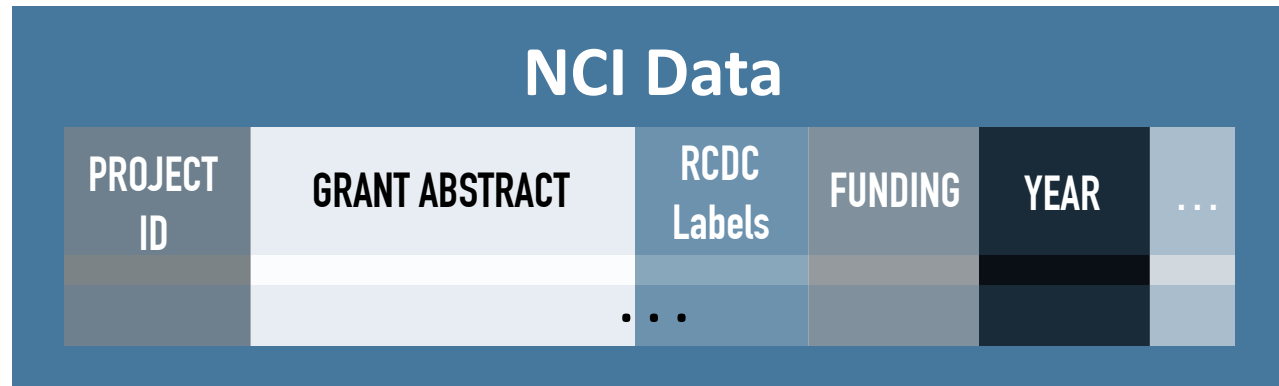 NCI Data
PROJECT
ID
GRANT ABSTRACT
RCDC
Labels
FUNDING
YEAR
...
...